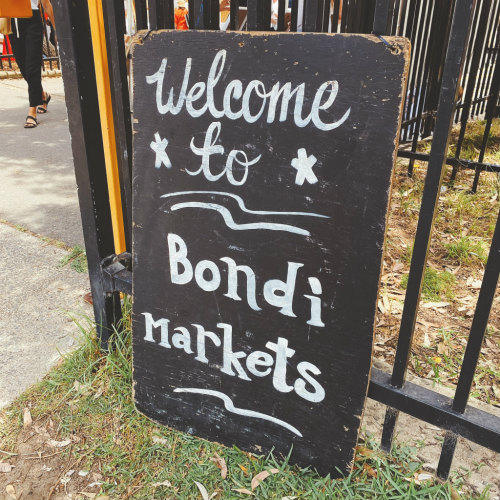 Welcome
to
Bondi
markets